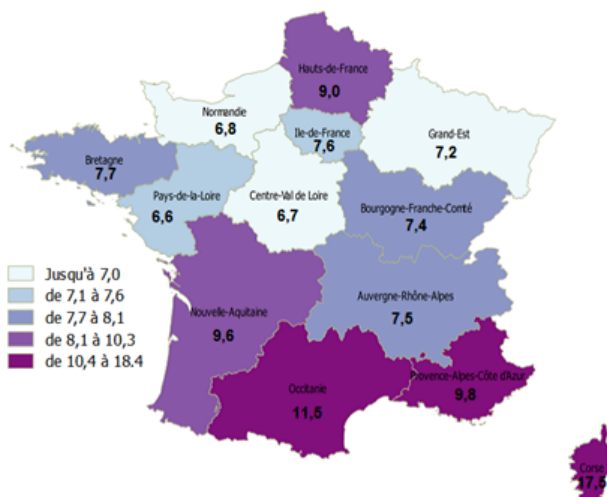 Hauts-de-France
9,0
Normandie
6,8
Ile-de-France
7,6
Grand-Est
7,2
Bretagne
7,7
Pays-de-la-Loire
6,6
Centre-Val de Loire
6,7
Bourgogne-Franche-Comté
7,4
Jusqu'à 7,0
de 7,1 à 7,6
de 7,7 à 8,1
de 8,1 à 10,3
de 10,4 à 18.4
Nouvelle-Aquitaine
9,6
Auvergne-Rhône-Alpes
7,5
Occitanie
11,5
Provence-Alpes-Côte d'Azur
9,8
Corse
17,5